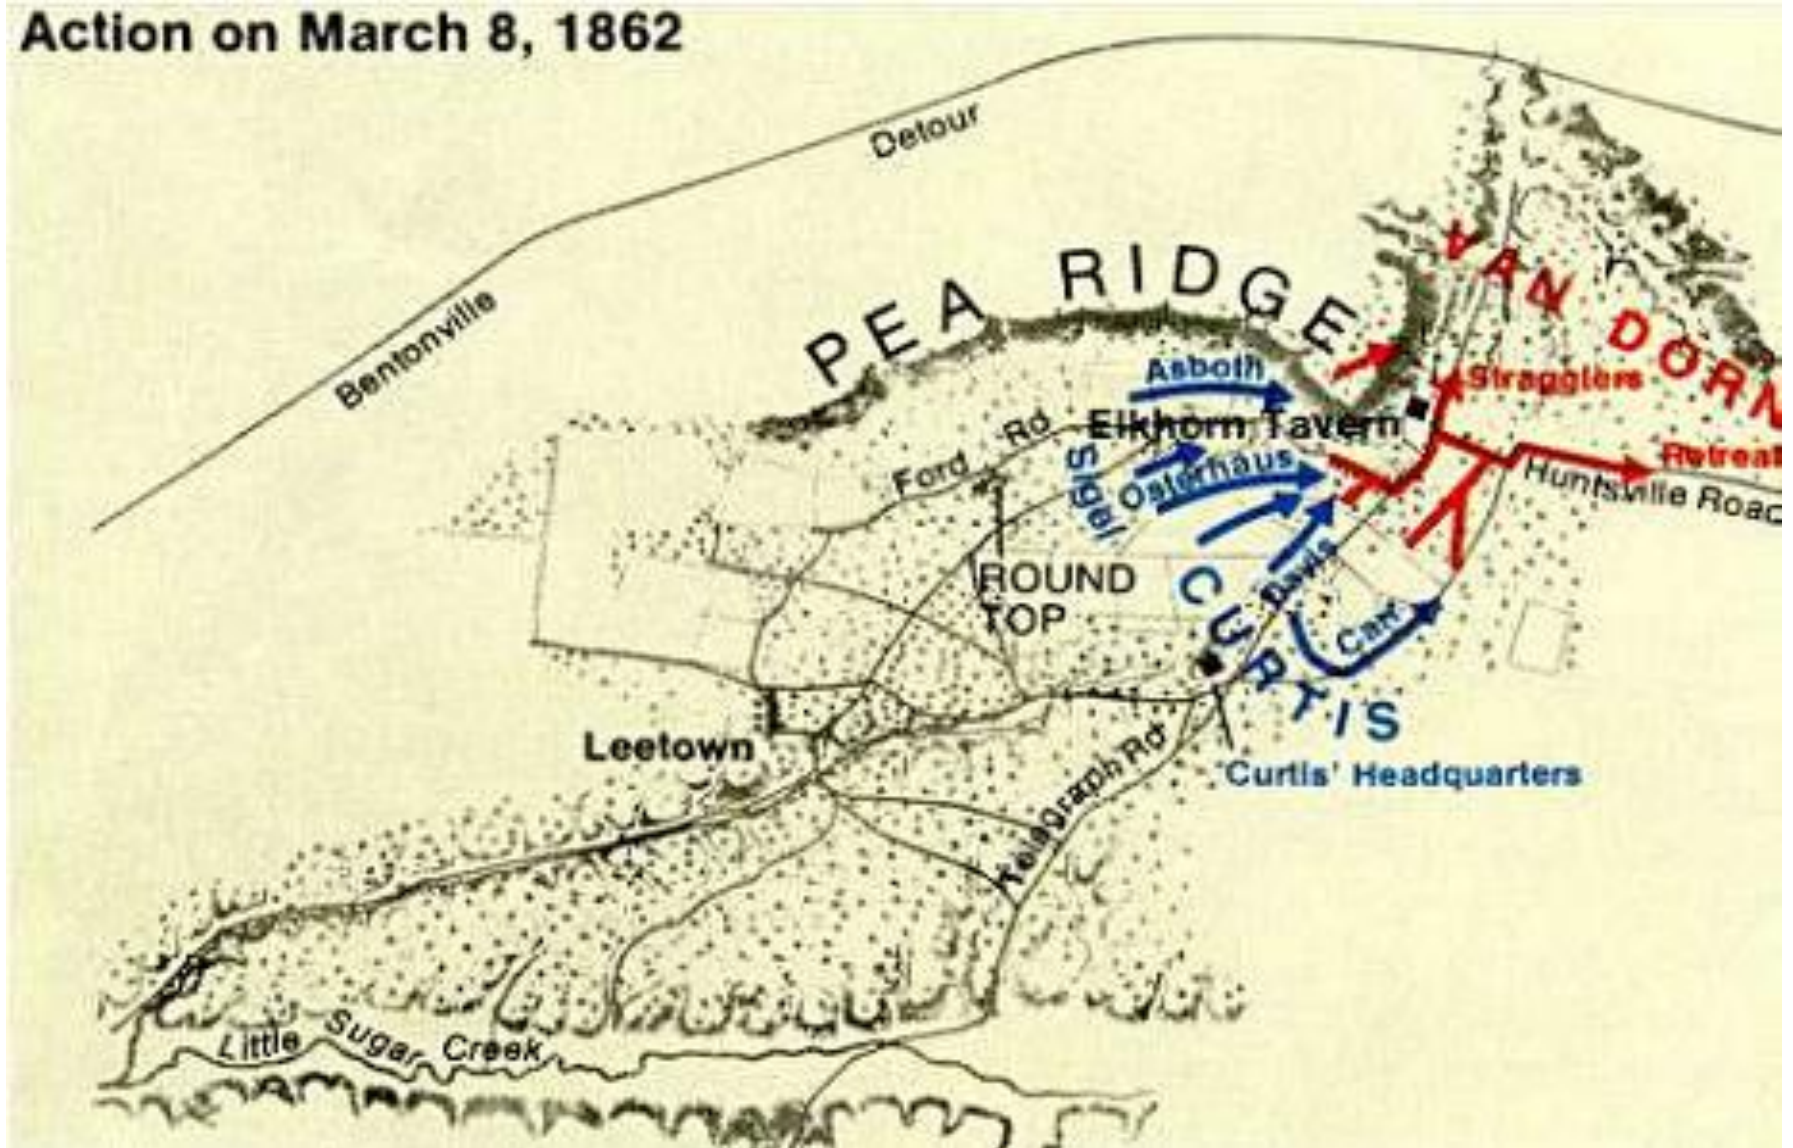 Action on March 8, 1862
Bentonville
Detour
PEA RIDGE
VAN DORN
Asboth
Stragglers
Elkhorn Tavern
Ford Rd
Sigel
Osterhaus
Retreat
Huntsville Road
ROUND
TOP
CURTIS
Davis
Carr
Leetown
Telegraph Rd
'Curtis' Headquarters
Little Sugar Creek